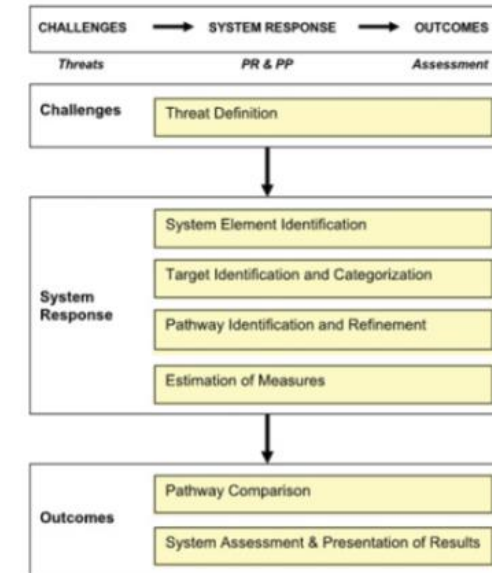 CHALLENGES SYSTEM RESPONSE OUTCOMES
Threats PR & PP Assessment
Challenges
Threat Definition
System Element Identification
Target Identification and Categorization
System
Response
Pathway Identification and Refinement
Estimation of Measures
Pathway Comparison
Outcomes
System Assessment & Presentation of Results